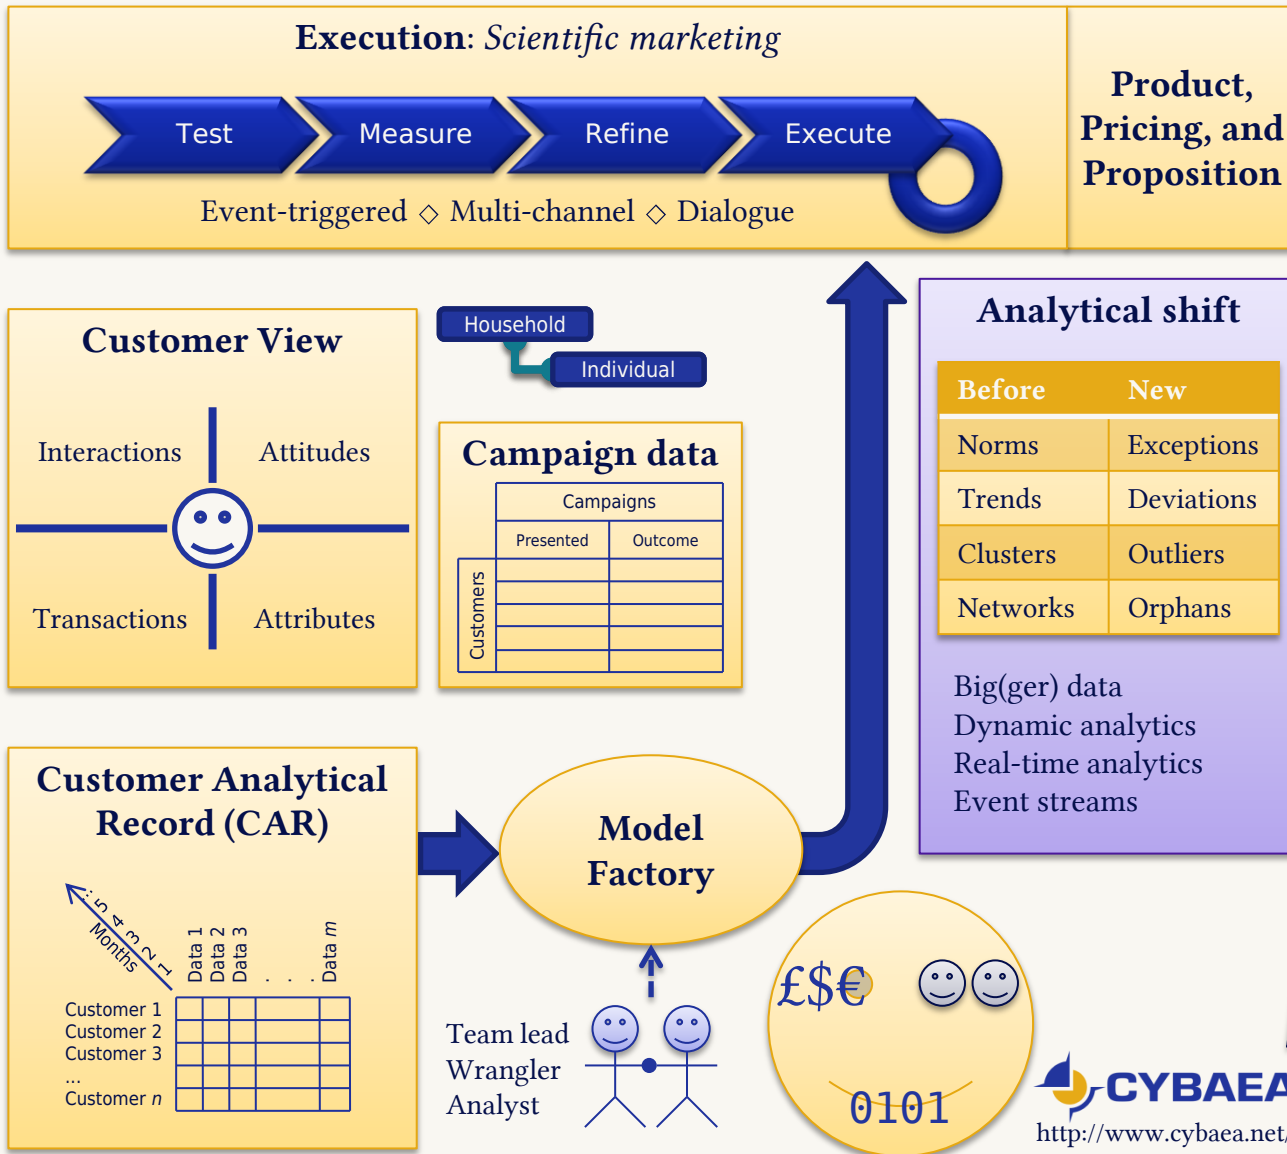 Execution: Scientific marketing
Test Measure Refine Execute
Event-triggered ◇ Multi-channel ◇ Dialogue
Product,
Pricing, and
Proposition
Customer View
Interactions Attitudes
Transactions Attributes
Household
Individual
Campaign data
Campaigns
Presented Outcome
Customers
Analytical shift
Before New
Norms Exceptions
Trends Deviations
Clusters Outliers
Networks Orphans
Big(ger) data
Dynamic analytics
Real-time analytics
Event streams
Customer Analytical
Record (CAR)
Months
1 2 3 4 5 ...
Data 1
Data 2
Data 3
. . .
Data m
Customer 1
Customer 2
Customer 3
...
Customer n
Model
Factory
Team lead
Wrangler
Analyst
£$€
0101
CYBAEA
http://www.cybaea.net/